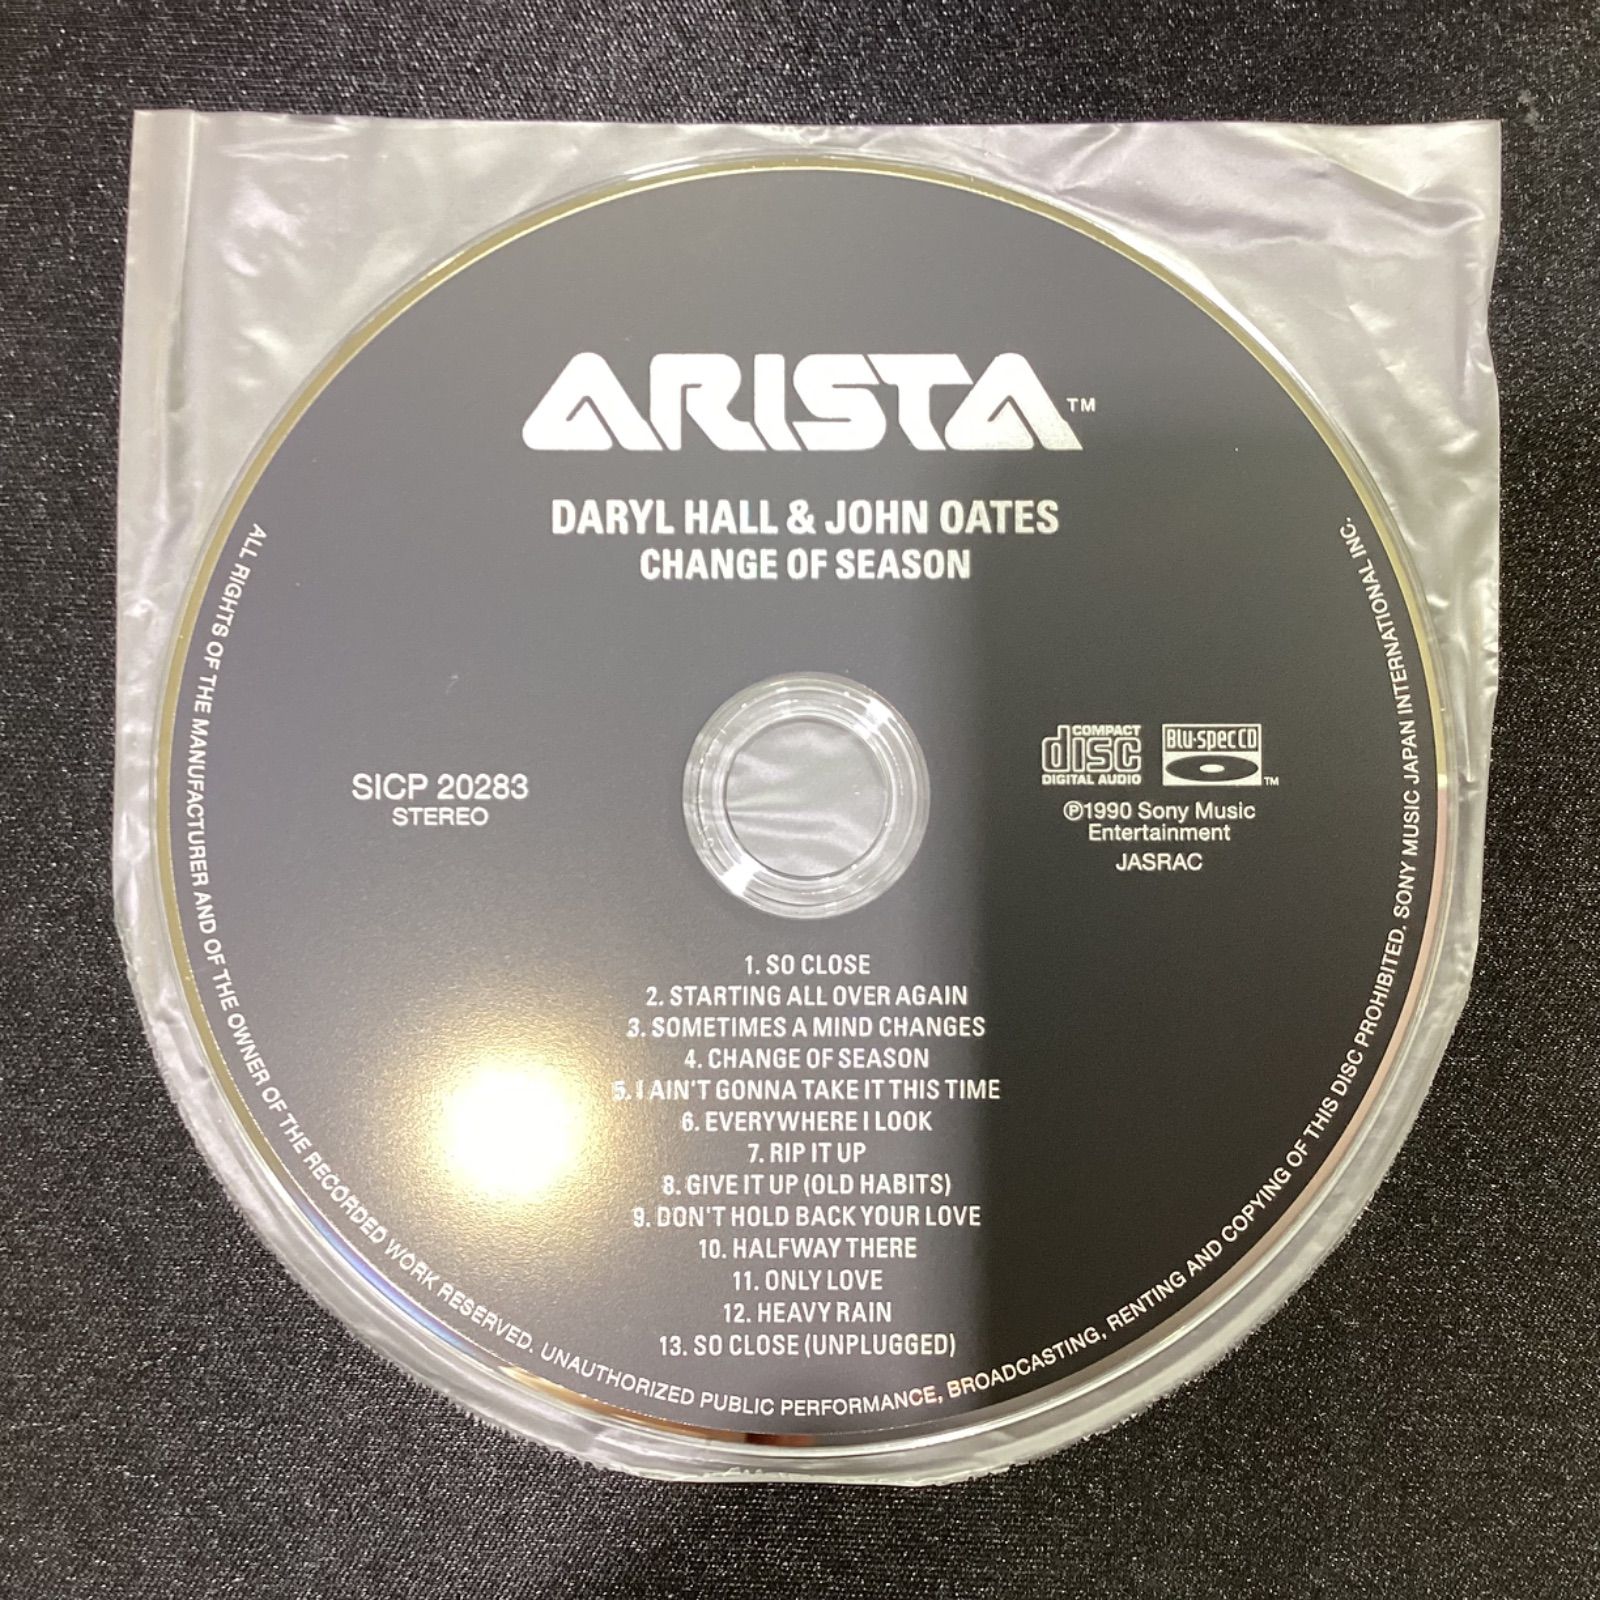 ARISTA™
DARYL HALL & JOHN OATES
CHANGE OF SEASON
SICP 20283
STEREO
COMPACT
disc
DIGITAL AUDIO
Blu-specCD™
Ⓟ1990 Sony Music
Entertainment
JASRAC
1. SO CLOSE
2. STARTING ALL OVER AGAIN
3. SOMETIMES A MIND CHANGES
4. CHANGE OF SEASON
5. I AIN'T GONNA TAKE IT THIS TIME
6. EVERYWHERE I LOOK
7. RIP IT UP
8. GIVE IT UP (OLD HABITS)
9. DON'T HOLD BACK YOUR LOVE
10. HALFWAY THERE
11. ONLY LOVE
12. HEAVY RAIN
13. SO CLOSE (UNPLUGGED)
ALL RIGHTS OF THE MANUFACTURER AND OF THE OWNER OF THE RECORDED WORK RESERVED. UNAUTHORIZED PUBLIC PERFORMANCE, BROADCASTING, RENTING AND COPYING OF THIS DISC PROHIBITED. SONY MUSIC JAPAN INTERNATIONAL INC.